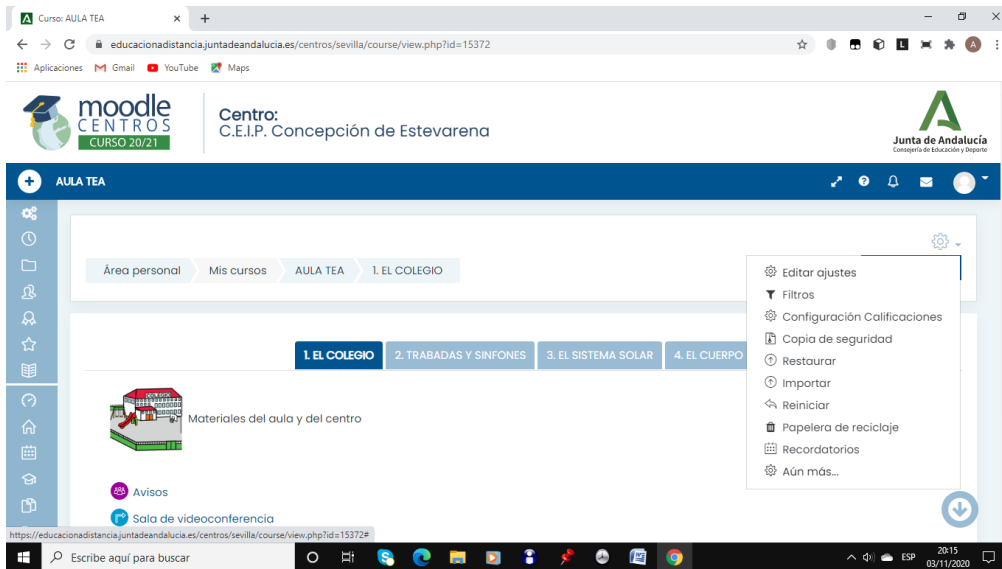 Curso: AULA TEA
educacionadistancia.juntadeandalucia.es/centros/sevilla/course/view.php?id=15372
A
Aplicaciones Gmail YouTube Maps
moodle
CENTROS
CURSO 20/21
Centro:
C.E.I.P. Concepción de Estevarena
Junta de Andalucía
Consejería de Educación y Deporte
AULA TEA
Área personal Mis cursos AULA TEA 1. EL COLEGIO
Editar ajustes
Filtros
Configuración Calificaciones
Copia de seguridad
Restaurar
Importar
Reiniciar
Papelera de reciclaje
Recordatorios
Aún más...
1. EL COLEGIO 2. TRABADAS Y SINFONES 3. EL SISTEMA SOLAR 4. EL CUERPO
COLEGIO
Materiales del aula y del centro
Avisos
Sala de videoconferencia
https://educacionadistancia.juntadeandalucia.es/centros/sevilla/course/view.php?id=15372#
Escribe aquí para buscar
ESP
20:15
03/11/2020